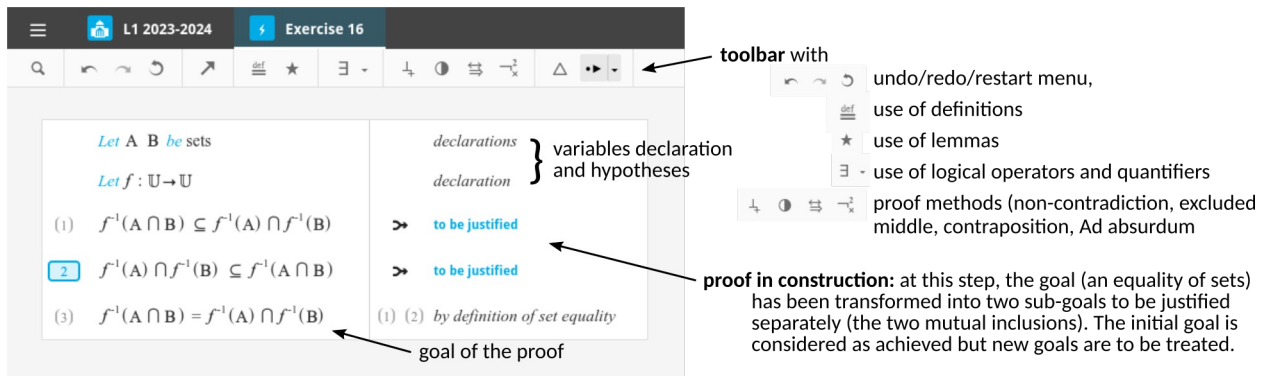 L1 2023-2024 Exercise 16
def ∃
toolbar with
undo/redo/restart menu,
def use of definitions
use of lemmas
∃ use of logical operators and quantifiers
proof methods (non-contradiction, excluded
middle, contraposition, Ad absurdum
Let A B be sets declarations
Let f : 𝕌→𝕌 declaration
variables declaration
and hypotheses
(1) f⁻¹(A ∩ B) ⊆ f⁻¹(A) ∩ f⁻¹(B) to be justified
2 f⁻¹(A) ∩ f⁻¹(B) ⊆ f⁻¹(A ∩ B) to be justified
(3) f⁻¹(A ∩ B) = f⁻¹(A) ∩ f⁻¹(B) (1) (2) by definition of set equality
proof in construction: at this step, the goal (an equality of sets)
has been transformed into two sub-goals to be justified
separately (the two mutual inclusions). The initial goal is
considered as achieved but new goals are to be treated.
goal of the proof